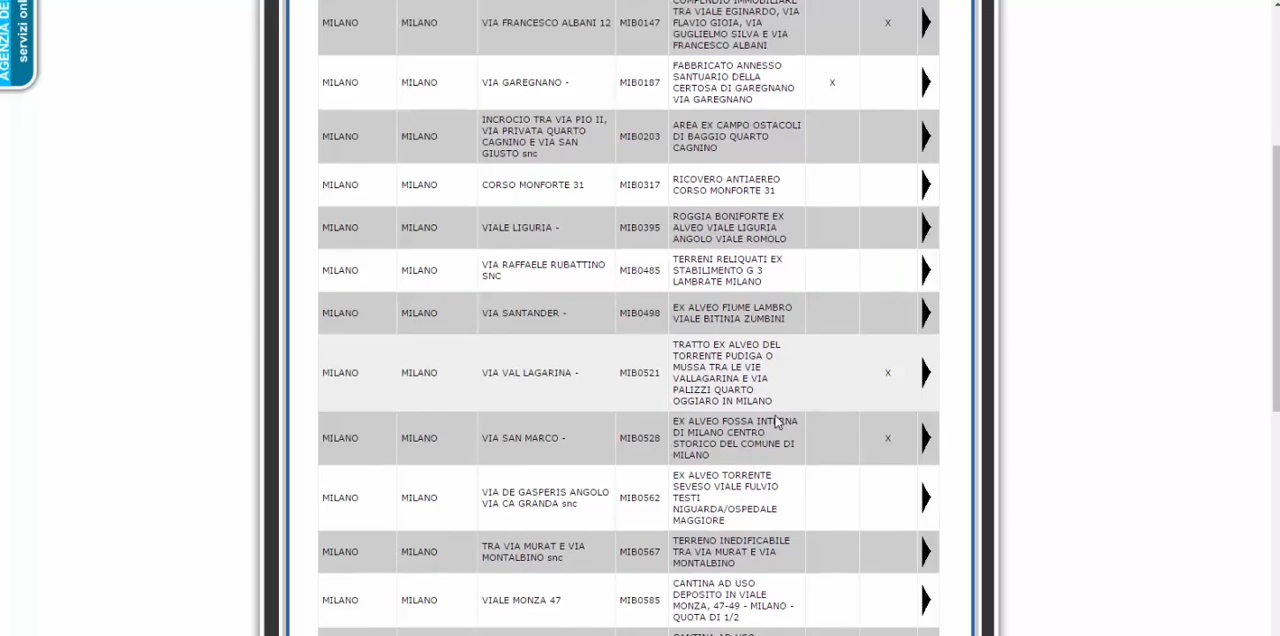 AGENZIA DE
servizi onl
COMPENDIO IMMOBILIARE
TRA VIALE EGINARDO, VIA
MILANO MILANO VIA FRANCESCO ALBANI 12 MIB0147 FLAVIO GIOIA, VIA X
GUGLIELMO SILVA E VIA
FRANCESCO ALBANI
FABBRICATO ANNESSO
SANTUARIO DELLA
MILANO MILANO VIA GAREGNANO - MIB0187 CERTOSA DI GAREGNANO X
VIA GAREGNANO
INCROCIO TRA VIA PIO II,
VIA PRIVATA QUARTO
CAGNINO E VIA SAN
GIUSTO snc
MILANO MILANO MIB0203 AREA EX CAMPO OSTACOLI
DI BAGGIO QUARTO
CAGNINO
MILANO MILANO CORSO MONFORTE 31 MIB0317 RICOVERO ANTIAEREO
CORSO MONFORTE 31
MILANO MILANO VIALE LIGURIA - MIB0395 ROGGIA BONIFORTE EX
ALVEO VIALE LIGURIA
ANGOLO VIALE ROMOLO
MILANO MILANO VIA RAFFAELE RUBATTINO
SNC
MIB0485 TERRENI RELIQUATI EX
STABILIMENTO G 3
LAMBRATE MILANO
MILANO MILANO VIA SANTANDER - MIB0498 EX ALVEO FIUME LAMBRO
VIALE BITINIA ZUMBINI
TRATTO EX ALVEO DEL
TORRENTE PUDIGA O
MILANO MILANO VIA VAL LAGARINA - MIB0521 MUSSA TRA LE VIE X
VALLAGARINA E VIA
PALIZZI QUARTO
OGGIARO IN MILANO
MILANO MILANO VIA SAN MARCO - MIB0528 EX ALVEO FOSSA INTERNA X
DI MILANO CENTRO
STORICO DEL COMUNE DI
MILANO
MILANO MILANO VIA DE GASPERIS ANGOLO
VIA CA GRANDA snc
MIB0562 EX ALVEO TORRENTE
SEVESO VIALE FULVIO
TESTI
NIGUARDA/OSPEDALE
MAGGIORE
MILANO MILANO TRA VIA MURAT E VIA
MONTALBINO snc
MIB0567 TERRENO INEDIFICABILE
TRA VIA MURAT E VIA
MONTALBINO
MILANO MILANO VIALE MONZA 47 MIB0585 CANTINA AD USO
DEPOSITO IN VIALE
MONZA, 47-49 - MILANO -
QUOTA DI 1/2